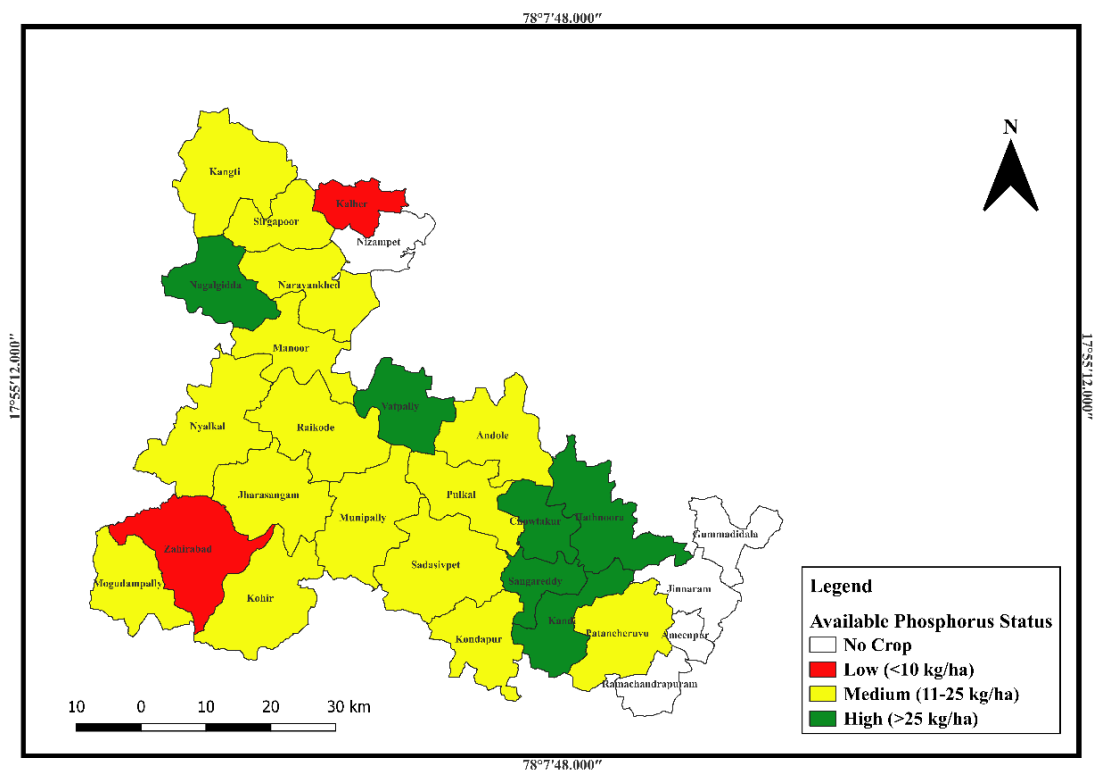 78°7'48.000"
N
Kangti
Kalher
Sirgapoor
Nizampet
Nagalgidda
Narayankhed
Manoor
17°55'12.000"
17°55'12.000"
Vatpally
Nyalkal
Raikode
Andole
Jharasangam
Pulkal
Munipally
Chowtakur
Hathnoora
Gummadidala
Zahirabad
Sadasivpet
Sangareddy
Mogudampally
Jinnaram
Kohir
Kandi
Kondapur
Patancheruvu
Ameenpur
Ramachandrapuram
Legend
Available Phosphorus Status
No Crop
Low (<10 kg/ha)
Medium (11-25 kg/ha)
High (>25 kg/ha)
10 0 10 20 30 km
78°7'48.000"